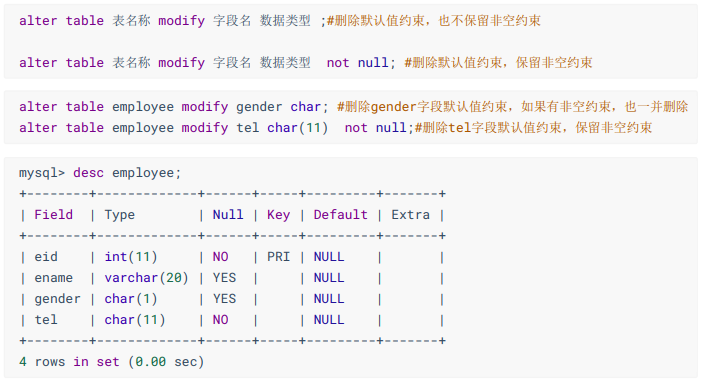 alter table 表名称 modify 字段名 数据类型 ;#删除默认值约束，也不保留非空约束
alter table 表名称 modify 字段名 数据类型  not null; #删除默认值约束，保留非空约束
alter table employee modify gender char; #删除gender字段默认值约束，如果有非空约束，也一并删除
alter table employee modify tel char(11)  not null;#删除tel字段默认值约束，保留非空约束
mysql> desc employee;
+--------+-------------+------+-----+---------+-------+
| Field  | Type        | Null | Key | Default | Extra |
+--------+-------------+------+-----+---------+-------+
| eid    | int(11)     | NO   | PRI | NULL    |       |
| ename  | varchar(20) | YES  |     | NULL    |       |
| gender | char(1)     | YES  |     | NULL    |       |
| tel    | char(11)    | NO   |     | NULL    |       |
+--------+-------------+------+-----+---------+-------+
4 rows in set (0.00 sec)